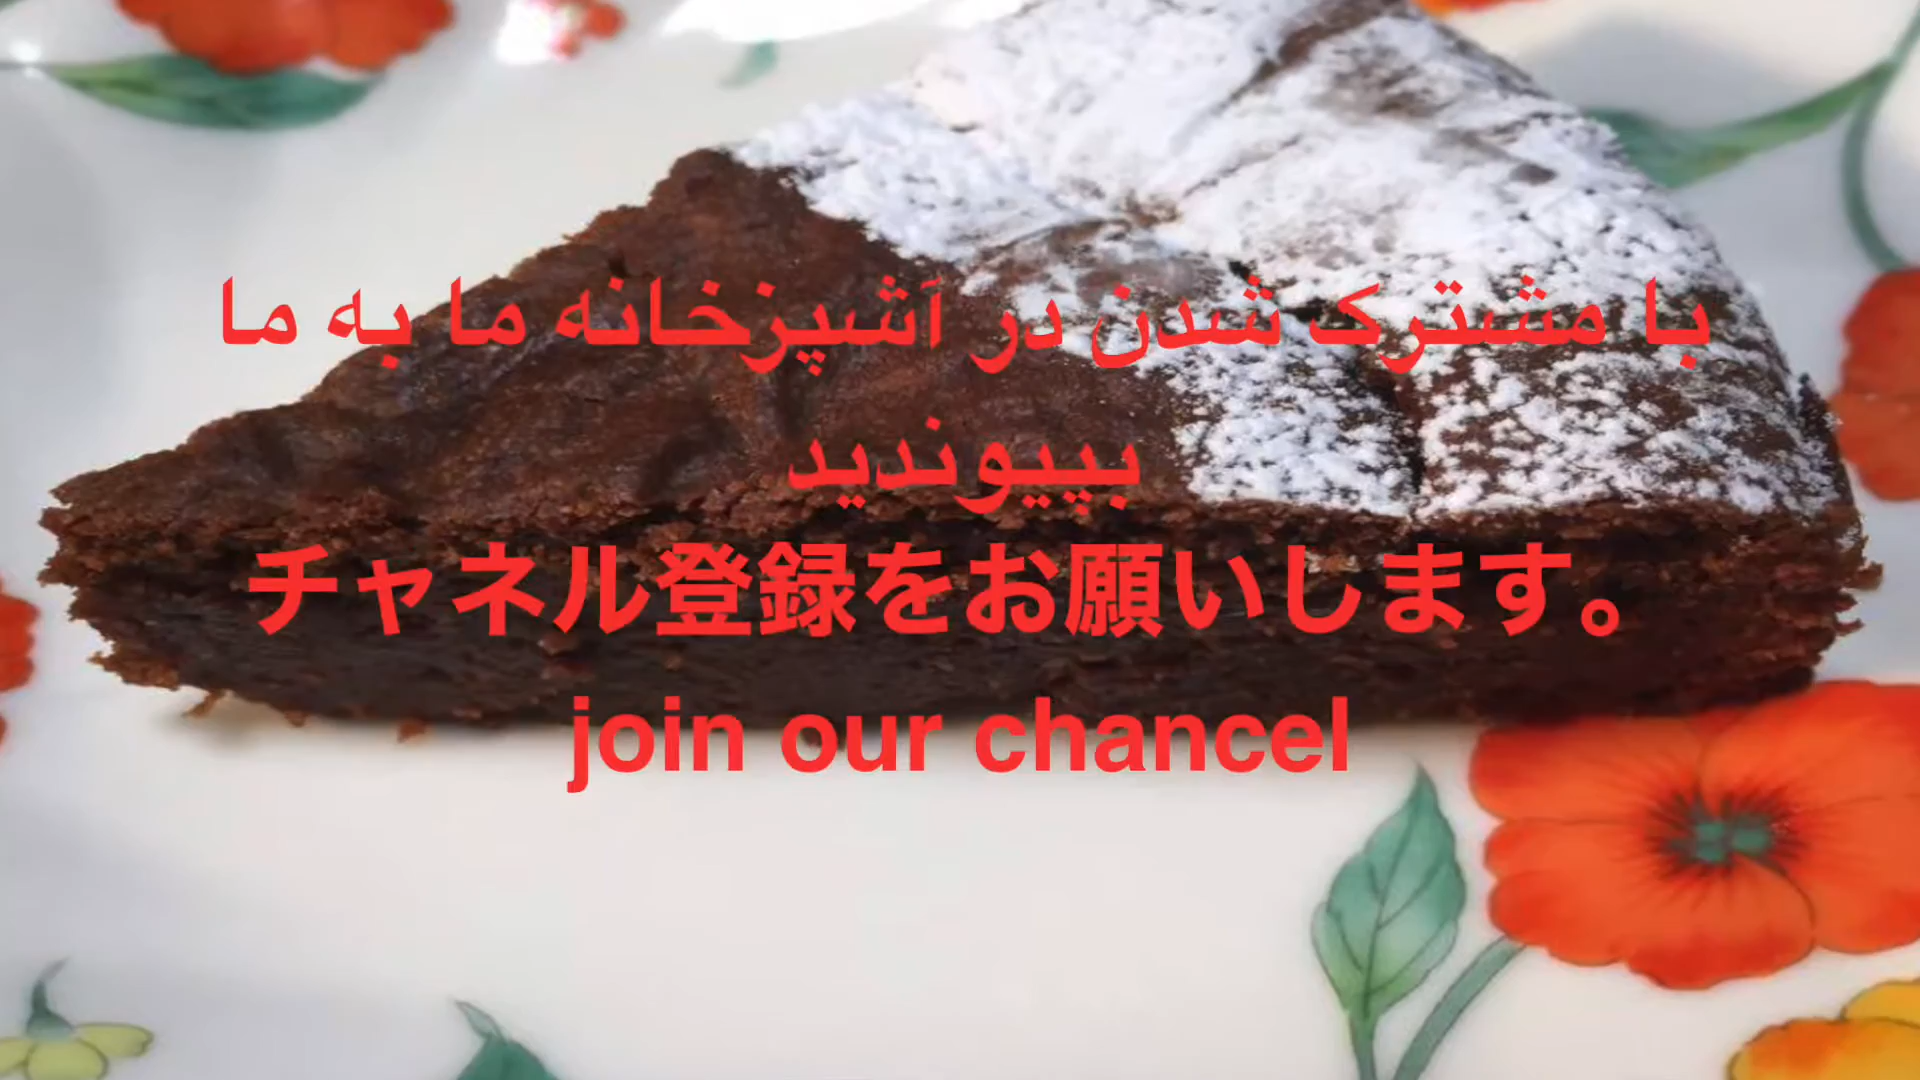 با مشترک شدن در آشپزخانه ما به ما
بپیوندید
チャネル登録をお願いします。
join our chancel